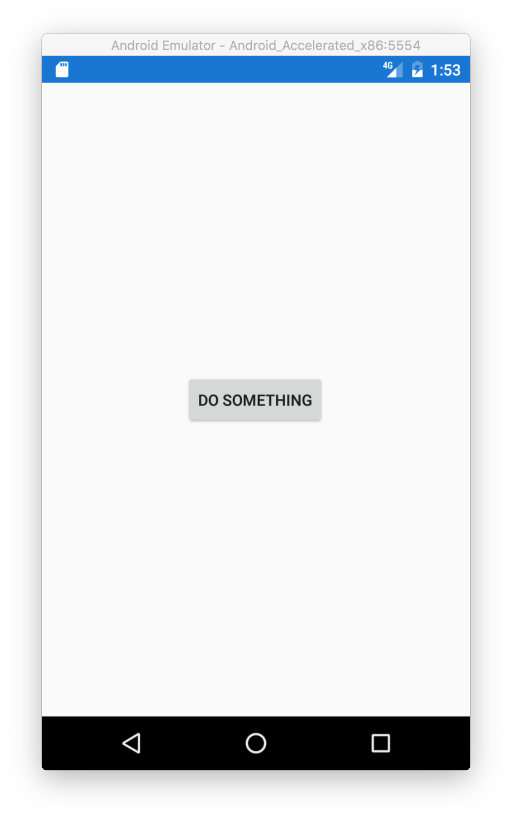 Android Emulator - Android_Accelerated_x86:5554
4G 1:53
DO SOMETHING